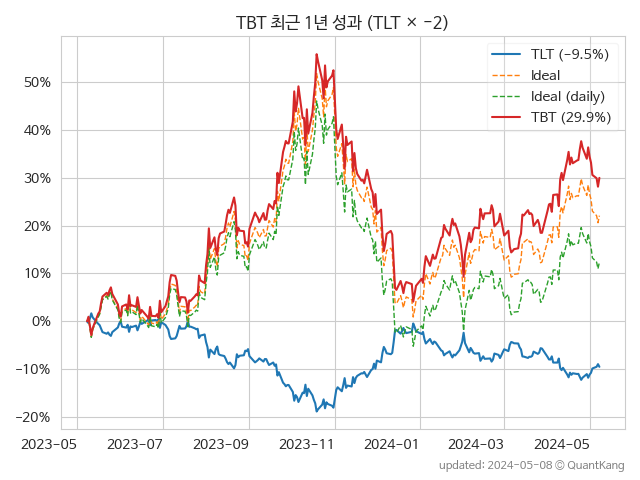 TBT 최근 1년 성과 (TLT × −2)
TLT (−9.5%)
Ideal
Ideal (daily)
TBT (29.9%)
50%
40%
30%
20%
10%
0%
−10%
−20%
2023−05 2023−07 2023−09 2023−11 2024−01 2024−03 2024−05
updated: 2024−05−08 © QuantKang